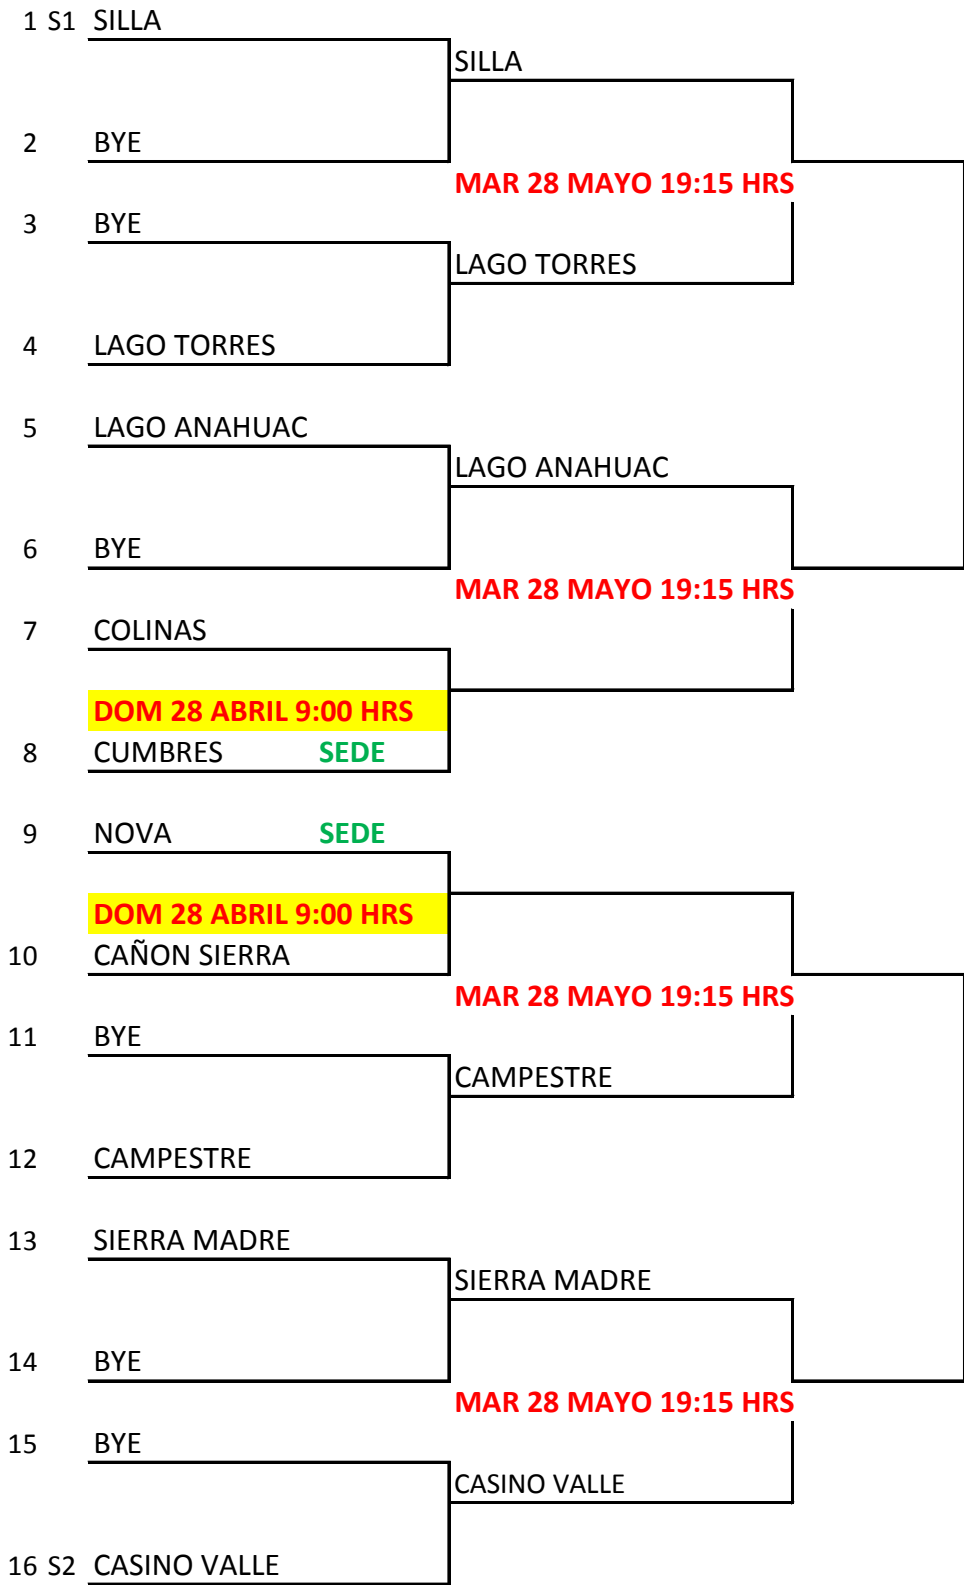 1 S1 SILLA
SILLA
2 BYE
MAR 28 MAYO 19:15 HRS
3 BYE
LAGO TORRES
4 LAGO TORRES
5 LAGO ANAHUAC
LAGO ANAHUAC
6 BYE
MAR 28 MAYO 19:15 HRS
7 COLINAS
DOM 28 ABRIL 9:00 HRS
8 CUMBRES SEDE
9 NOVA SEDE
DOM 28 ABRIL 9:00 HRS
10 CAÑON SIERRA
MAR 28 MAYO 19:15 HRS
11 BYE
CAMPESTRE
12 CAMPESTRE
13 SIERRA MADRE
SIERRA MADRE
14 BYE
MAR 28 MAYO 19:15 HRS
15 BYE
CASINO VALLE
16 S2 CASINO VALLE